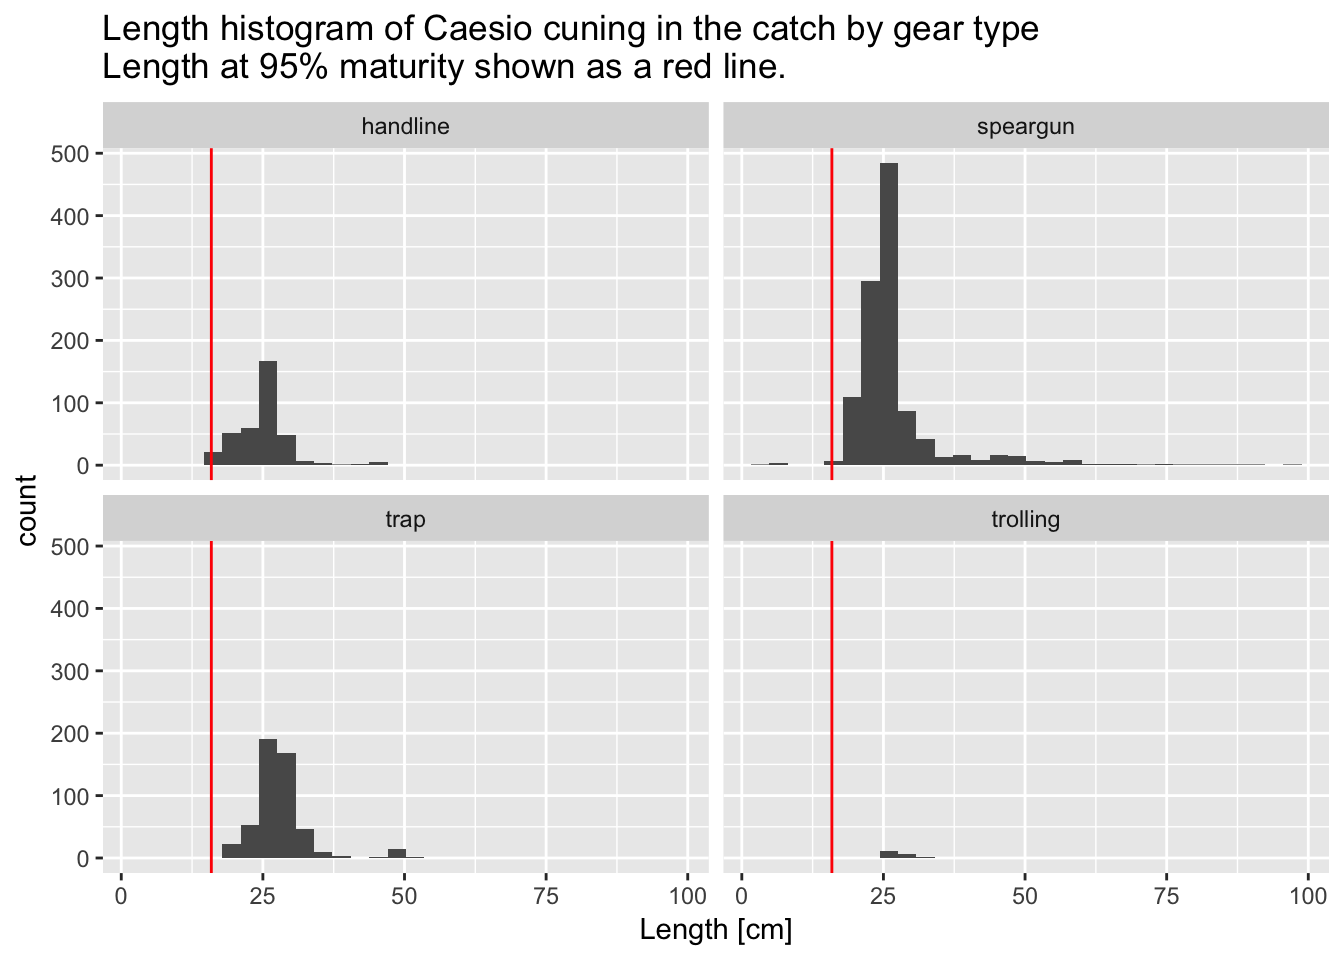 Length histogram of Caesio cuning in the catch by gear type
Length at 95% maturity shown as a red line.
handline
speargun
500
400
300
200
100
0
trap
trolling
500
400
300
200
100
0
count
0 25 50 75 100
0 25 50 75 100
Length [cm]